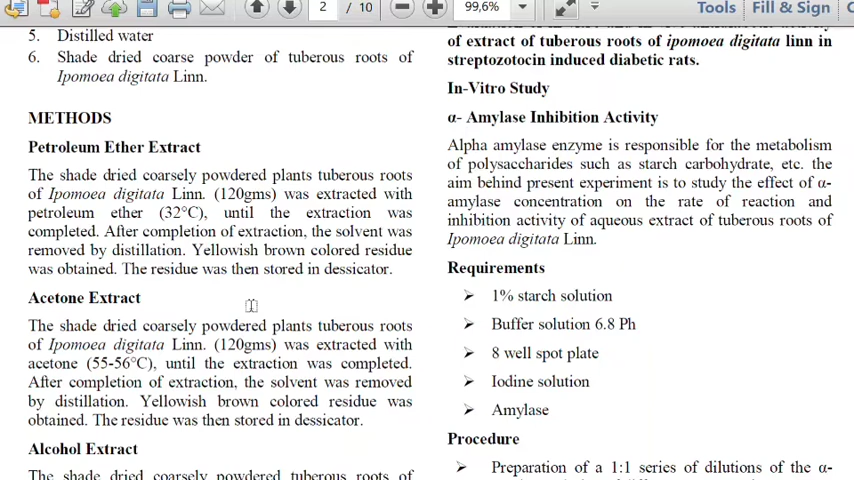 2 / 10
99,6%
Tools
Fill & Sign
5. Distilled water
6. Shade dried coarse powder of tuberous roots of
Ipomoea digitata Linn.
METHODS
Petroleum Ether Extract
The shade dried coarsely powdered plants tuberous roots
of Ipomoea digitata Linn. (120gms) was extracted with
petroleum ether (32°C), until the extraction was
completed. After completion of extraction, the solvent was
removed by distillation. Yellowish brown colored residue
was obtained. The residue was then stored in dessicator.
Acetone Extract
The shade dried coarsely powdered plants tuberous roots
of Ipomoea digitata Linn. (120gms) was extracted with
acetone (55-56°C), until the extraction was completed.
After completion of extraction, the solvent was removed
by distillation. Yellowish brown colored residue was
obtained. The residue was then stored in dessicator.
Alcohol Extract
The shade dried coarsely powdered tuberous roots of
of extract of tuberous roots of ipomoea digitata linn in
streptozotocin induced diabetic rats.
In-Vitro Study
α- Amylase Inhibition Activity
Alpha amylase enzyme is responsible for the metabolism
of polysaccharides such as starch carbohydrate, etc. the
aim behind present experiment is to study the effect of α-
amylase concentration on the rate of reaction and
inhibition activity of aqueous extract of tuberous roots of
Ipomoea digitata Linn.
Requirements
➤ 1% starch solution
➤ Buffer solution 6.8 Ph
➤ 8 well spot plate
➤ Iodine solution
➤ Amylase
Procedure
➤ Preparation of a 1:1 series of dilutions of the α-